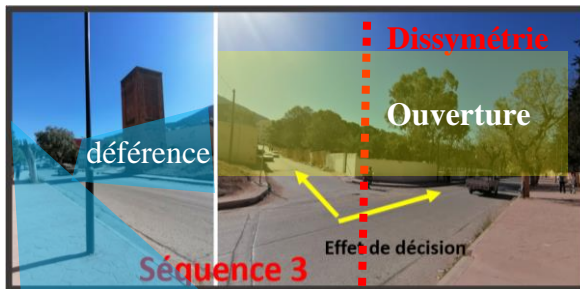 Dissymétrie
Ouverture
déférence
Effet de décision
Séquence 3